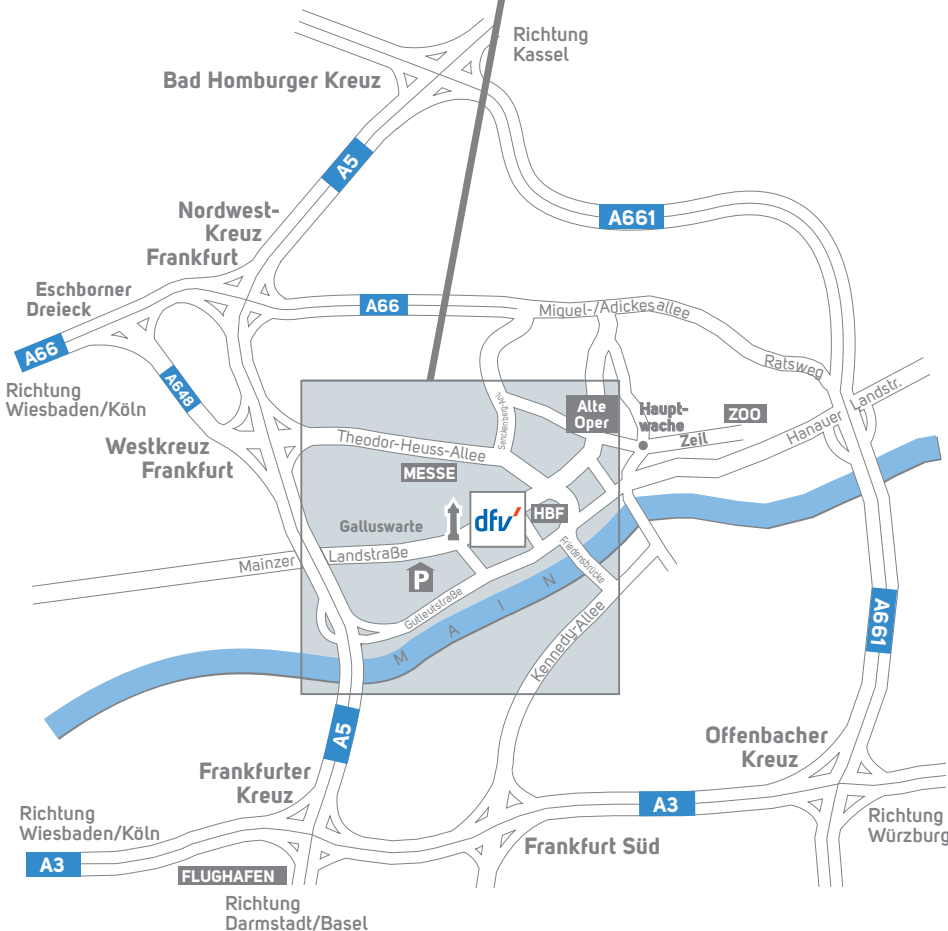 Richtung
Kassel
Bad Homburger Kreuz
A5
Nordwest-
Kreuz
Frankfurt
A661
Eschborner
Dreieck
A66
A66
Miquel-/Adickesallee
Richtung
Wiesbaden/Köln
A648
Ratsweg
Senckenberg-Anl.
Alte
Oper
Haupt-
wache
ZOO
Zeil
Hanauer Landstr.
Westkreuz
Frankfurt
Theodor-Heuss-Allee
MESSE
dfv
HBF
Galluswarte
Mainzer Landstraße
Friedensbrücke
P
Gutleutstraße
MAIN
Kennedy-Allee
A661
A5
Offenbacher
Kreuz
Frankfurter
Kreuz
A3
Richtung
Wiesbaden/Köln
A3
Richtung
Würzburg
Frankfurt Süd
FLUGHAFEN
Richtung
Darmstadt/Basel